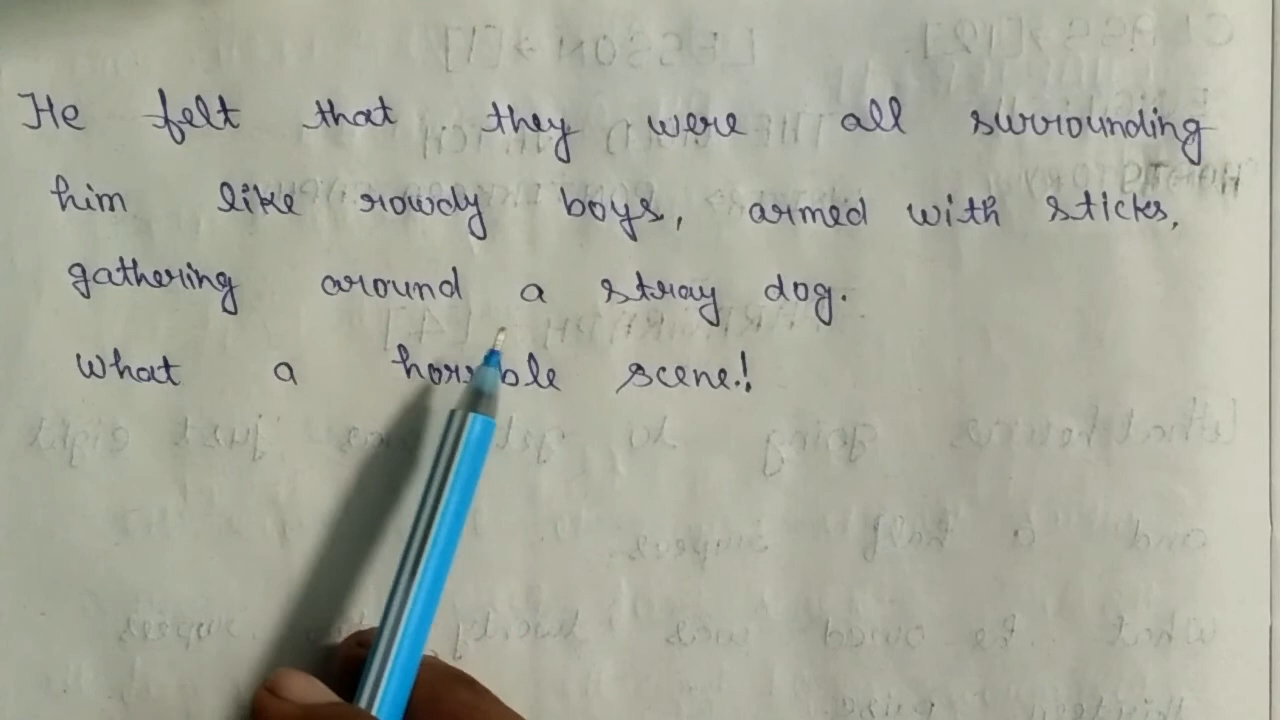 He felt that they were all surrounding
him like rowdy boys, armed with sticks,
gathering around a stray dog.
What a horrible scene!